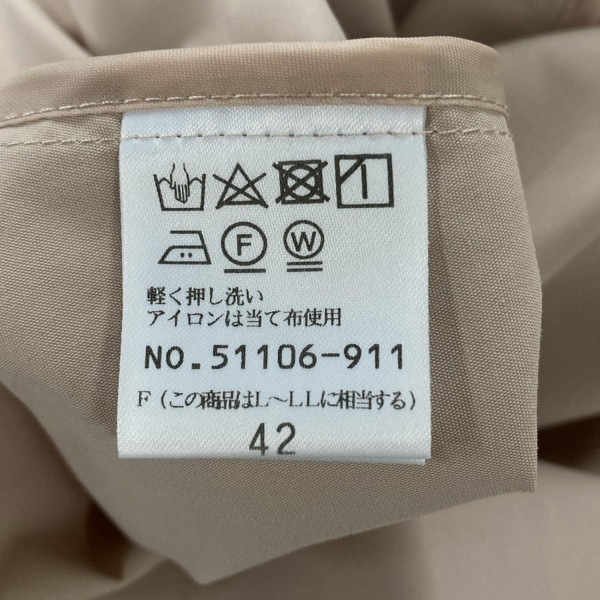 F W
軽く押し洗い
アイロンは当て布使用
NO.51106-911
F（この商品はL〜LLに相当する）
42